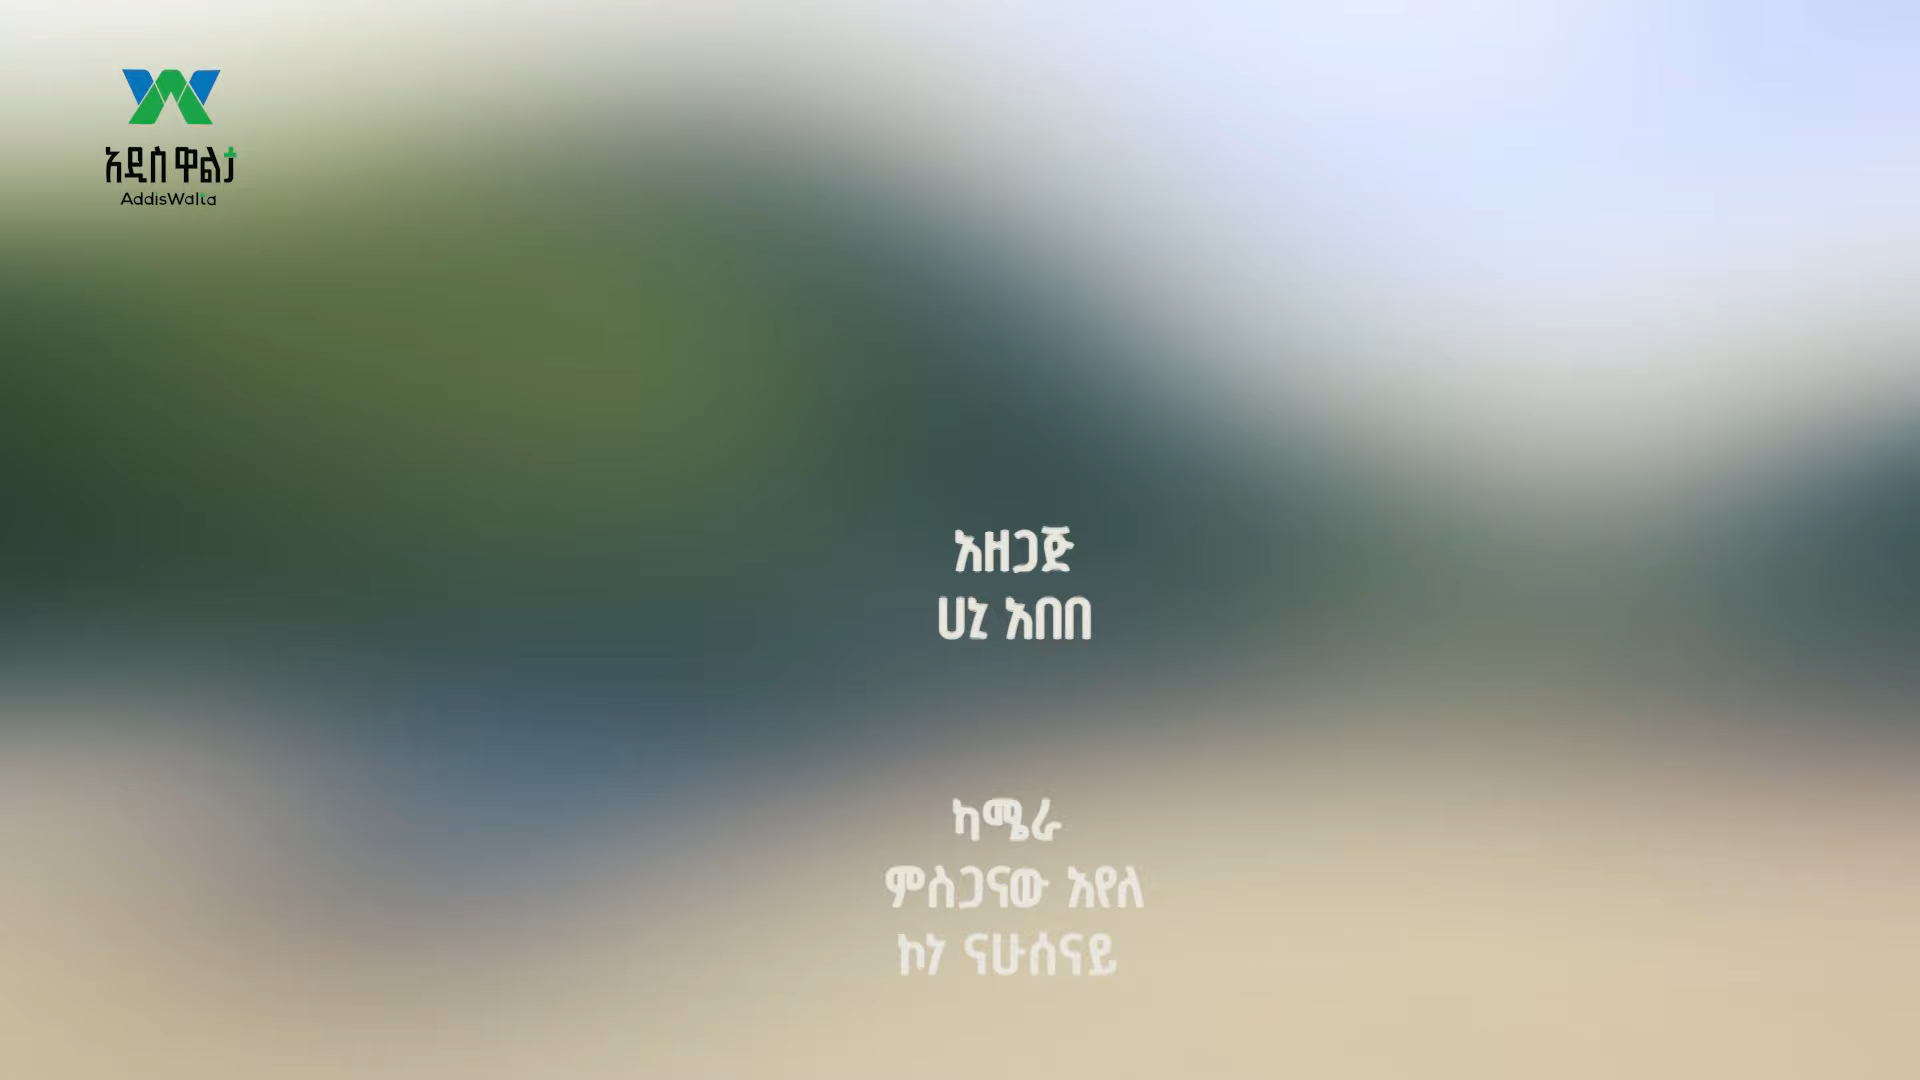 አዲስ ዋልታ
AddisWalta
አዘጋጅ
ሀኒ አበበ
ካሜራ
ምስጋናው አየለ
ኮነ ናሁሰናይ